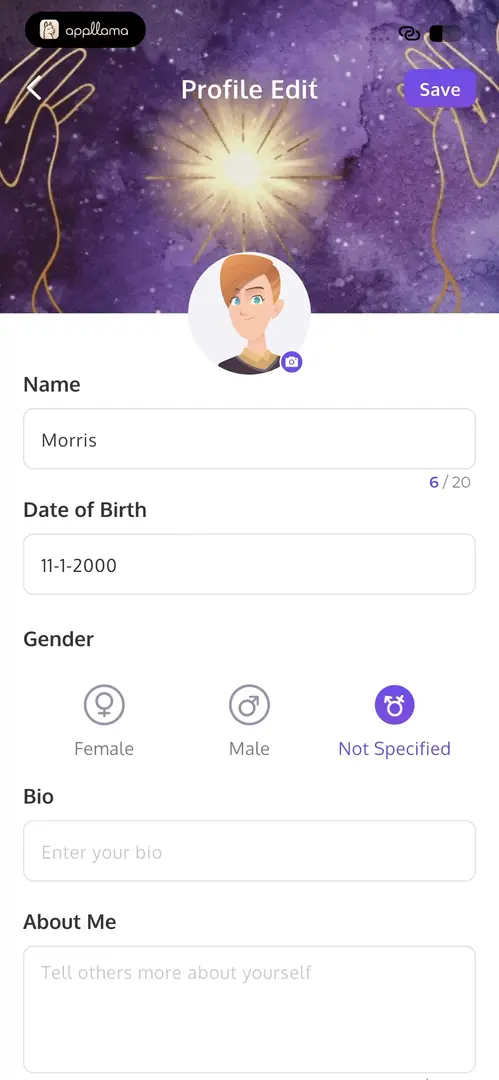 appllama
Profile Edit
Save
Name
Morris
6 / 20
Date of Birth
11-1-2000
Gender
Female
Male
Not Specified
Bio
Enter your bio
About Me
Tell others more about yourself